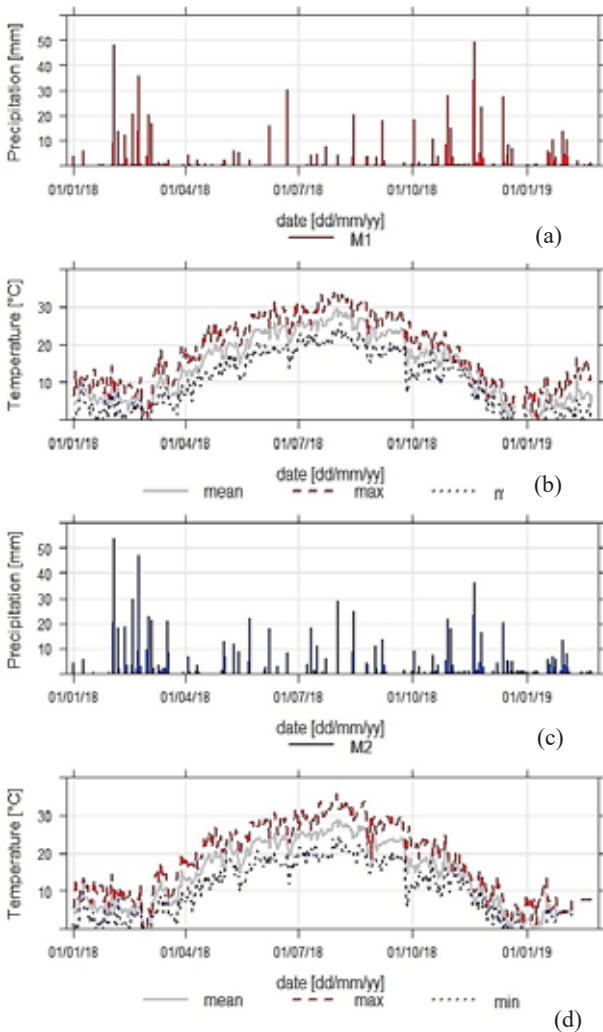 Precipitation [mm]
50
40
30
20
10
01/01/18 01/04/18 01/07/18 01/10/18 01/01/19
date [dd/mm/yy]
M1
(a)
Temperature [°C]
30
20
10
01/01/18 01/04/18 01/07/18 01/10/18 01/01/19
date [dd/mm/yy]
mean max
(b)
Precipitation [mm]
50
40
30
20
10
01/01/18 01/04/18 01/07/18 01/10/18 01/01/19
date [dd/mm/yy]
M2
(c)
Temperature [°C]
30
20
10
01/01/18 01/04/18 01/07/18 01/10/18 01/01/19
date [dd/mm/yy]
mean max min
(d)